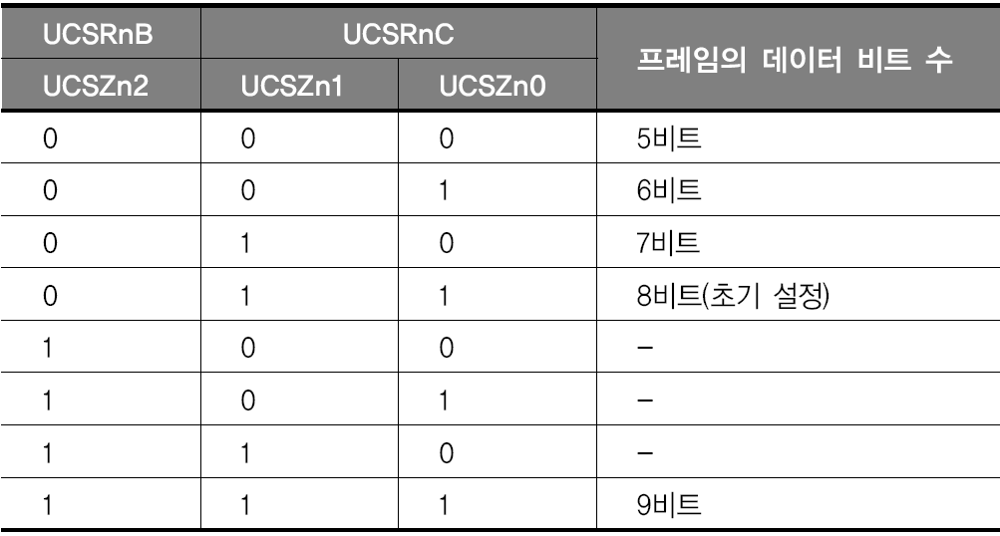 UCSRnB UCSRnC 프레임의 데이터 비트 수
UCSZn2 UCSZn1 UCSZn0
0 0 0 5비트
0 0 1 6비트
0 1 0 7비트
0 1 1 8비트(초기 설정)
1 0 0 -
1 0 1 -
1 1 0 -
1 1 1 9비트